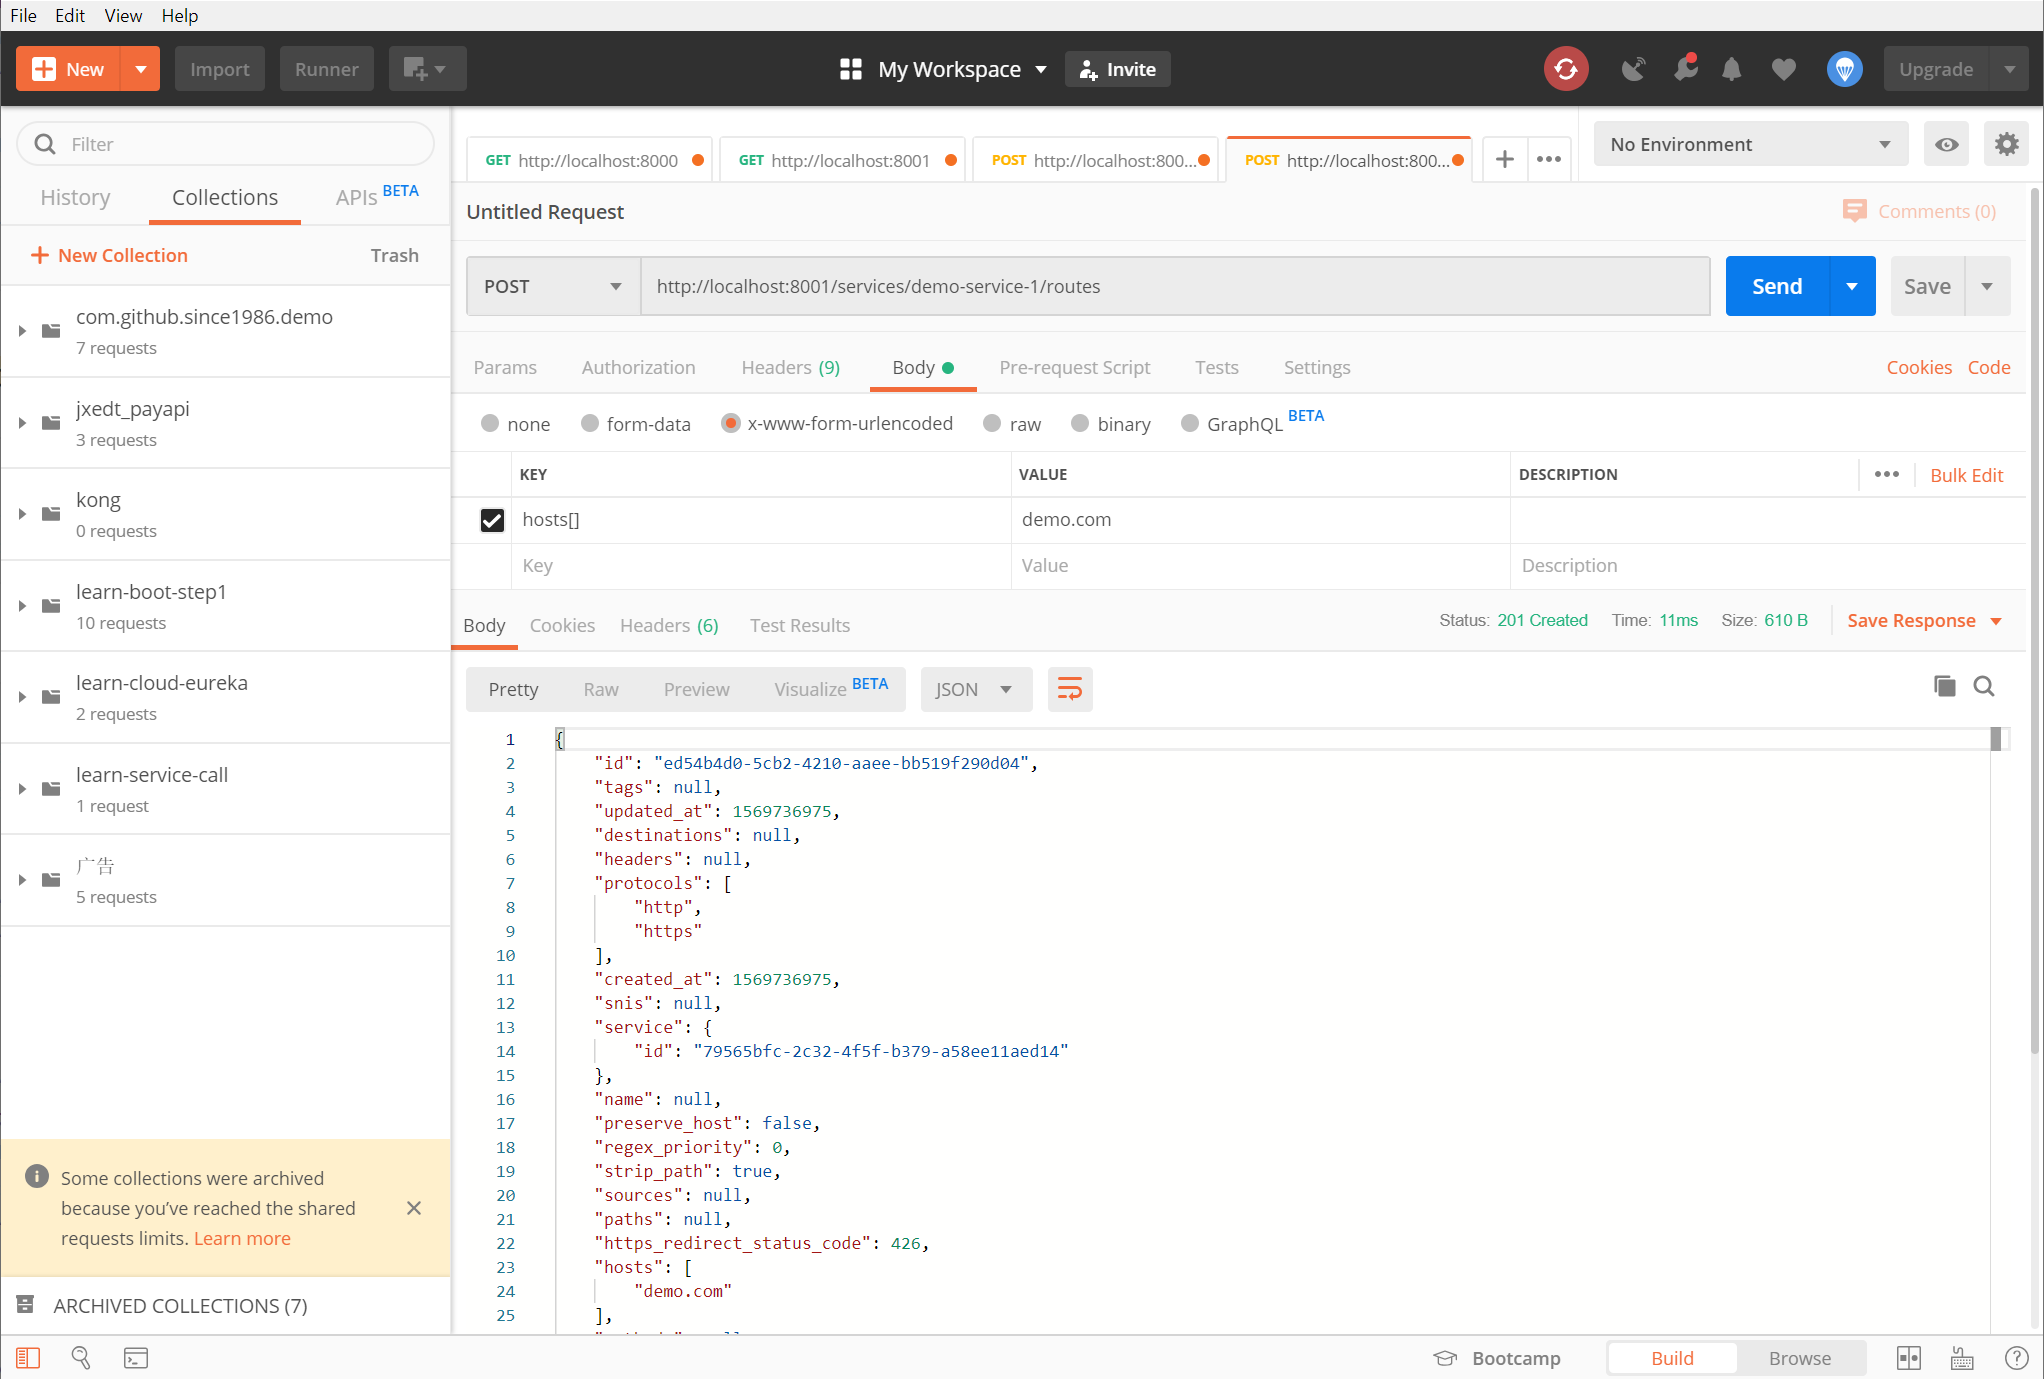 File Edit View Help
New Import Runner My Workspace Invite Upgrade
Filter
History Collections APIs BETA
New Collection Trash
com.github.since1986.demo
7 requests
jxedt_payapi
3 requests
kong
0 requests
learn-boot-step1
10 requests
learn-cloud-eureka
2 requests
learn-service-call
1 request
广告
5 requests
Some collections were archived
because you've reached the shared
requests limits. Learn more
ARCHIVED COLLECTIONS (7)
GET http://localhost:8000 GET http://localhost:8001 POST http://localhost:800... POST http://localhost:800... No Environment
Untitled Request Comments (0)
POST http://localhost:8001/services/demo-service-1/routes Send Save
Params Authorization Headers (9) Body Pre-request Script Tests Settings Cookies Code
none form-data x-www-form-urlencoded raw binary GraphQL BETA
KEY VALUE DESCRIPTION Bulk Edit
hosts[] demo.com
Key Value Description
Body Cookies Headers (6) Test Results Status: 201 Created Time: 11ms Size: 610 B Save Response
Pretty Raw Preview Visualize BETA JSON
1 {
2 "id": "ed54b4d0-5cb2-4210-aaee-bb519f290d04",
3 "tags": null,
4 "updated_at": 1569736975,
5 "destinations": null,
6 "headers": null,
7 "protocols": [
8 "http",
9 "https"
10 ],
11 "created_at": 1569736975,
12 "snis": null,
13 "service": {
14 "id": "79565bfc-2c32-4f5f-b379-a58ee11aed14"
15 },
16 "name": null,
17 "preserve_host": false,
18 "regex_priority": 0,
19 "strip_path": true,
20 "sources": null,
21 "paths": null,
22 "https_redirect_status_code": 426,
23 "hosts": [
24 "demo.com"
25 ],
Bootcamp Build Browse